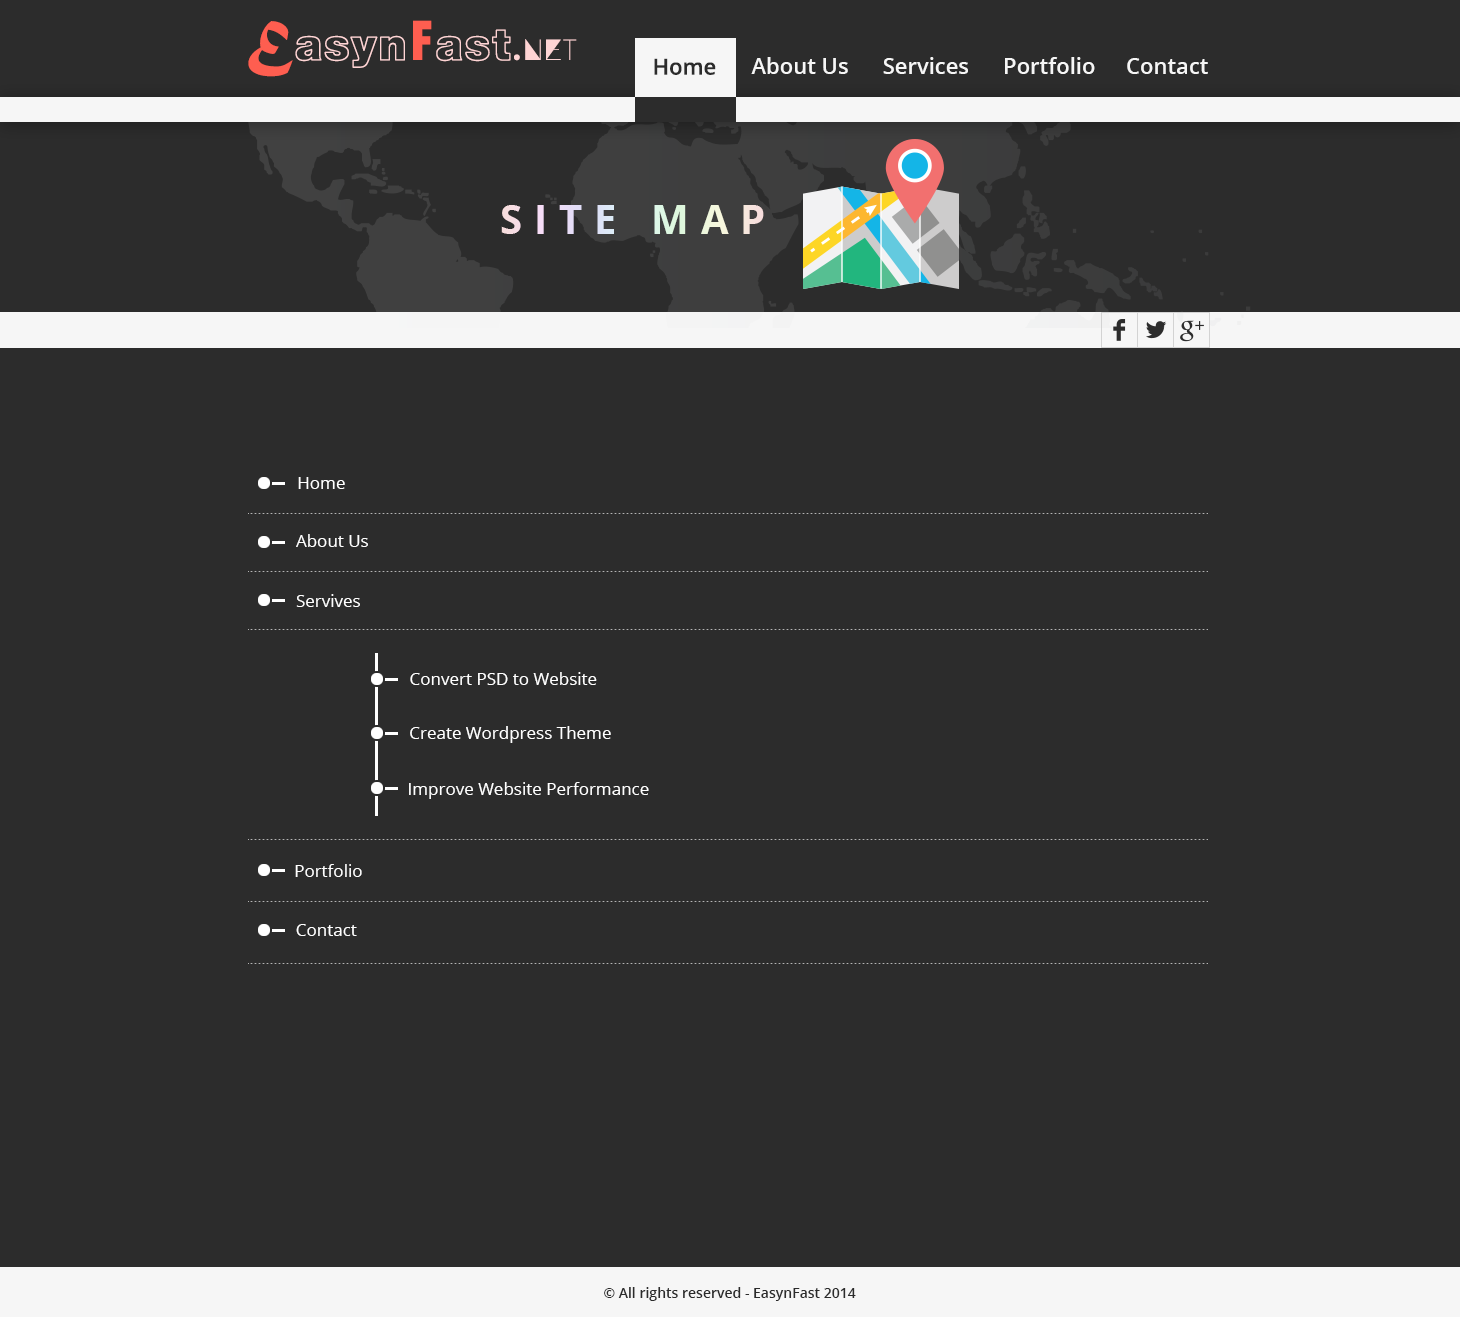 EasynFast.NET
Home About Us Services Portfolio Contact
SITE MAP
f g+
Home
About Us
Servives
Convert PSD to Website
Create Wordpress Theme
Improve Website Performance
Portfolio
Contact
© All rights reserved - EasynFast 2014